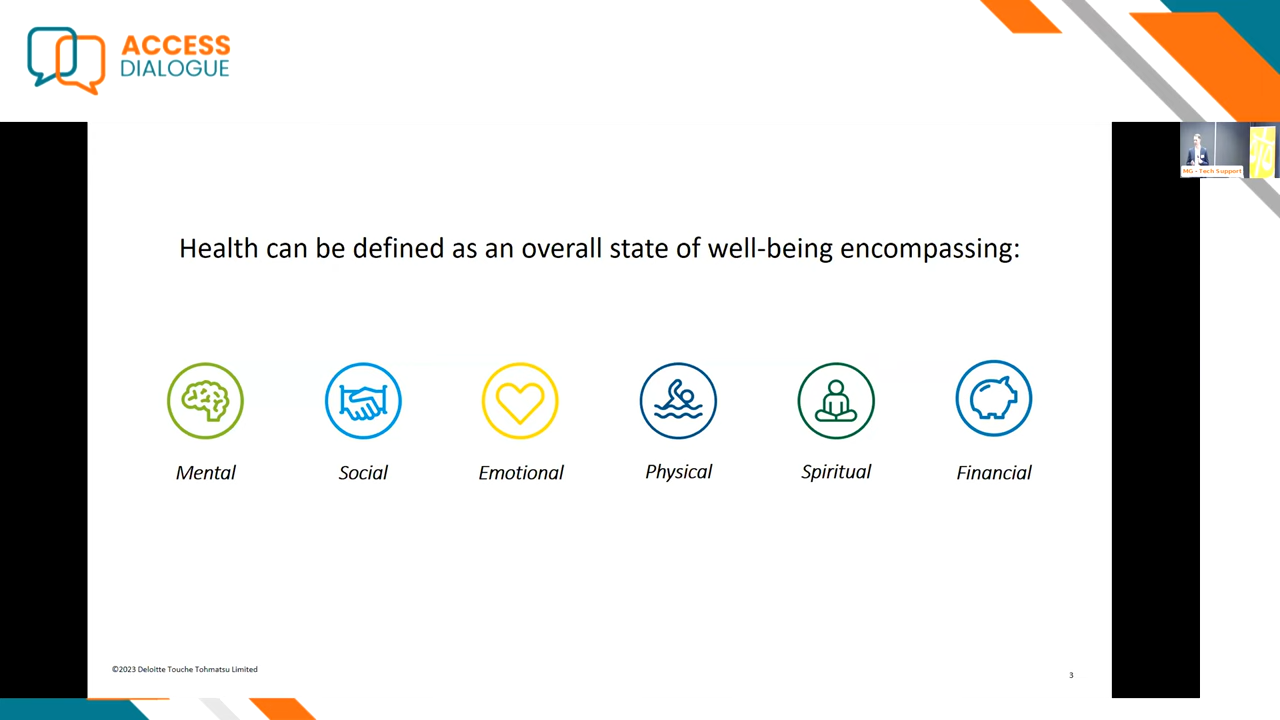 ACCESS
DIALOGUE
MG - Tech Support
Health can be defined as an overall state of well-being encompassing:
Mental
Social
Emotional
Physical
Spiritual
Financial
©2023 Deloitte Touche Tohmatsu Limited
3